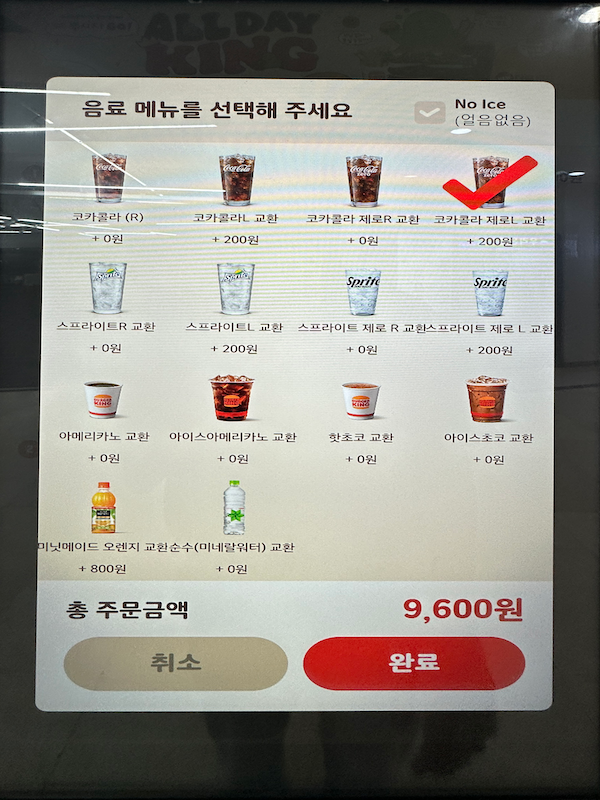 ALL DAY
KING
음료 메뉴를 선택해 주세요
No Ice
(얼음없음)
코카콜라 (R)
+ 0원
코카콜라L 교환
+ 200원
코카콜라 제로R 교환
+ 0원
코카콜라 제로L 교환
+ 200원
스프라이트R 교환
+ 0원
스프라이트L 교환
+ 200원
스프라이트 제로 R 교환
+ 0원
스프라이트 제로 L 교환
+ 200원
아메리카노 교환
+ 0원
아이스아메리카노 교환
+ 0원
핫초코 교환
+ 0원
아이스초코 교환
+ 0원
미닛메이드 오렌지 교환
+ 800원
순수(미네랄워터) 교환
+ 0원
총 주문금액
9,600원
취소
완료